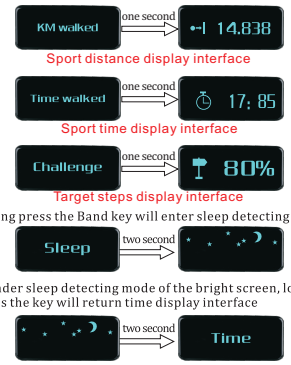 KM walked one second 14.838
Sport distance display interface
Time walked one second 17:85
Sport time display interface
Challenge one second 80%
Target steps display interface
ng press the Band key will enter sleep detecting
Sleep two second
der sleep detecting mode of the bright screen, lo
s the key will return time display interface
two second Time